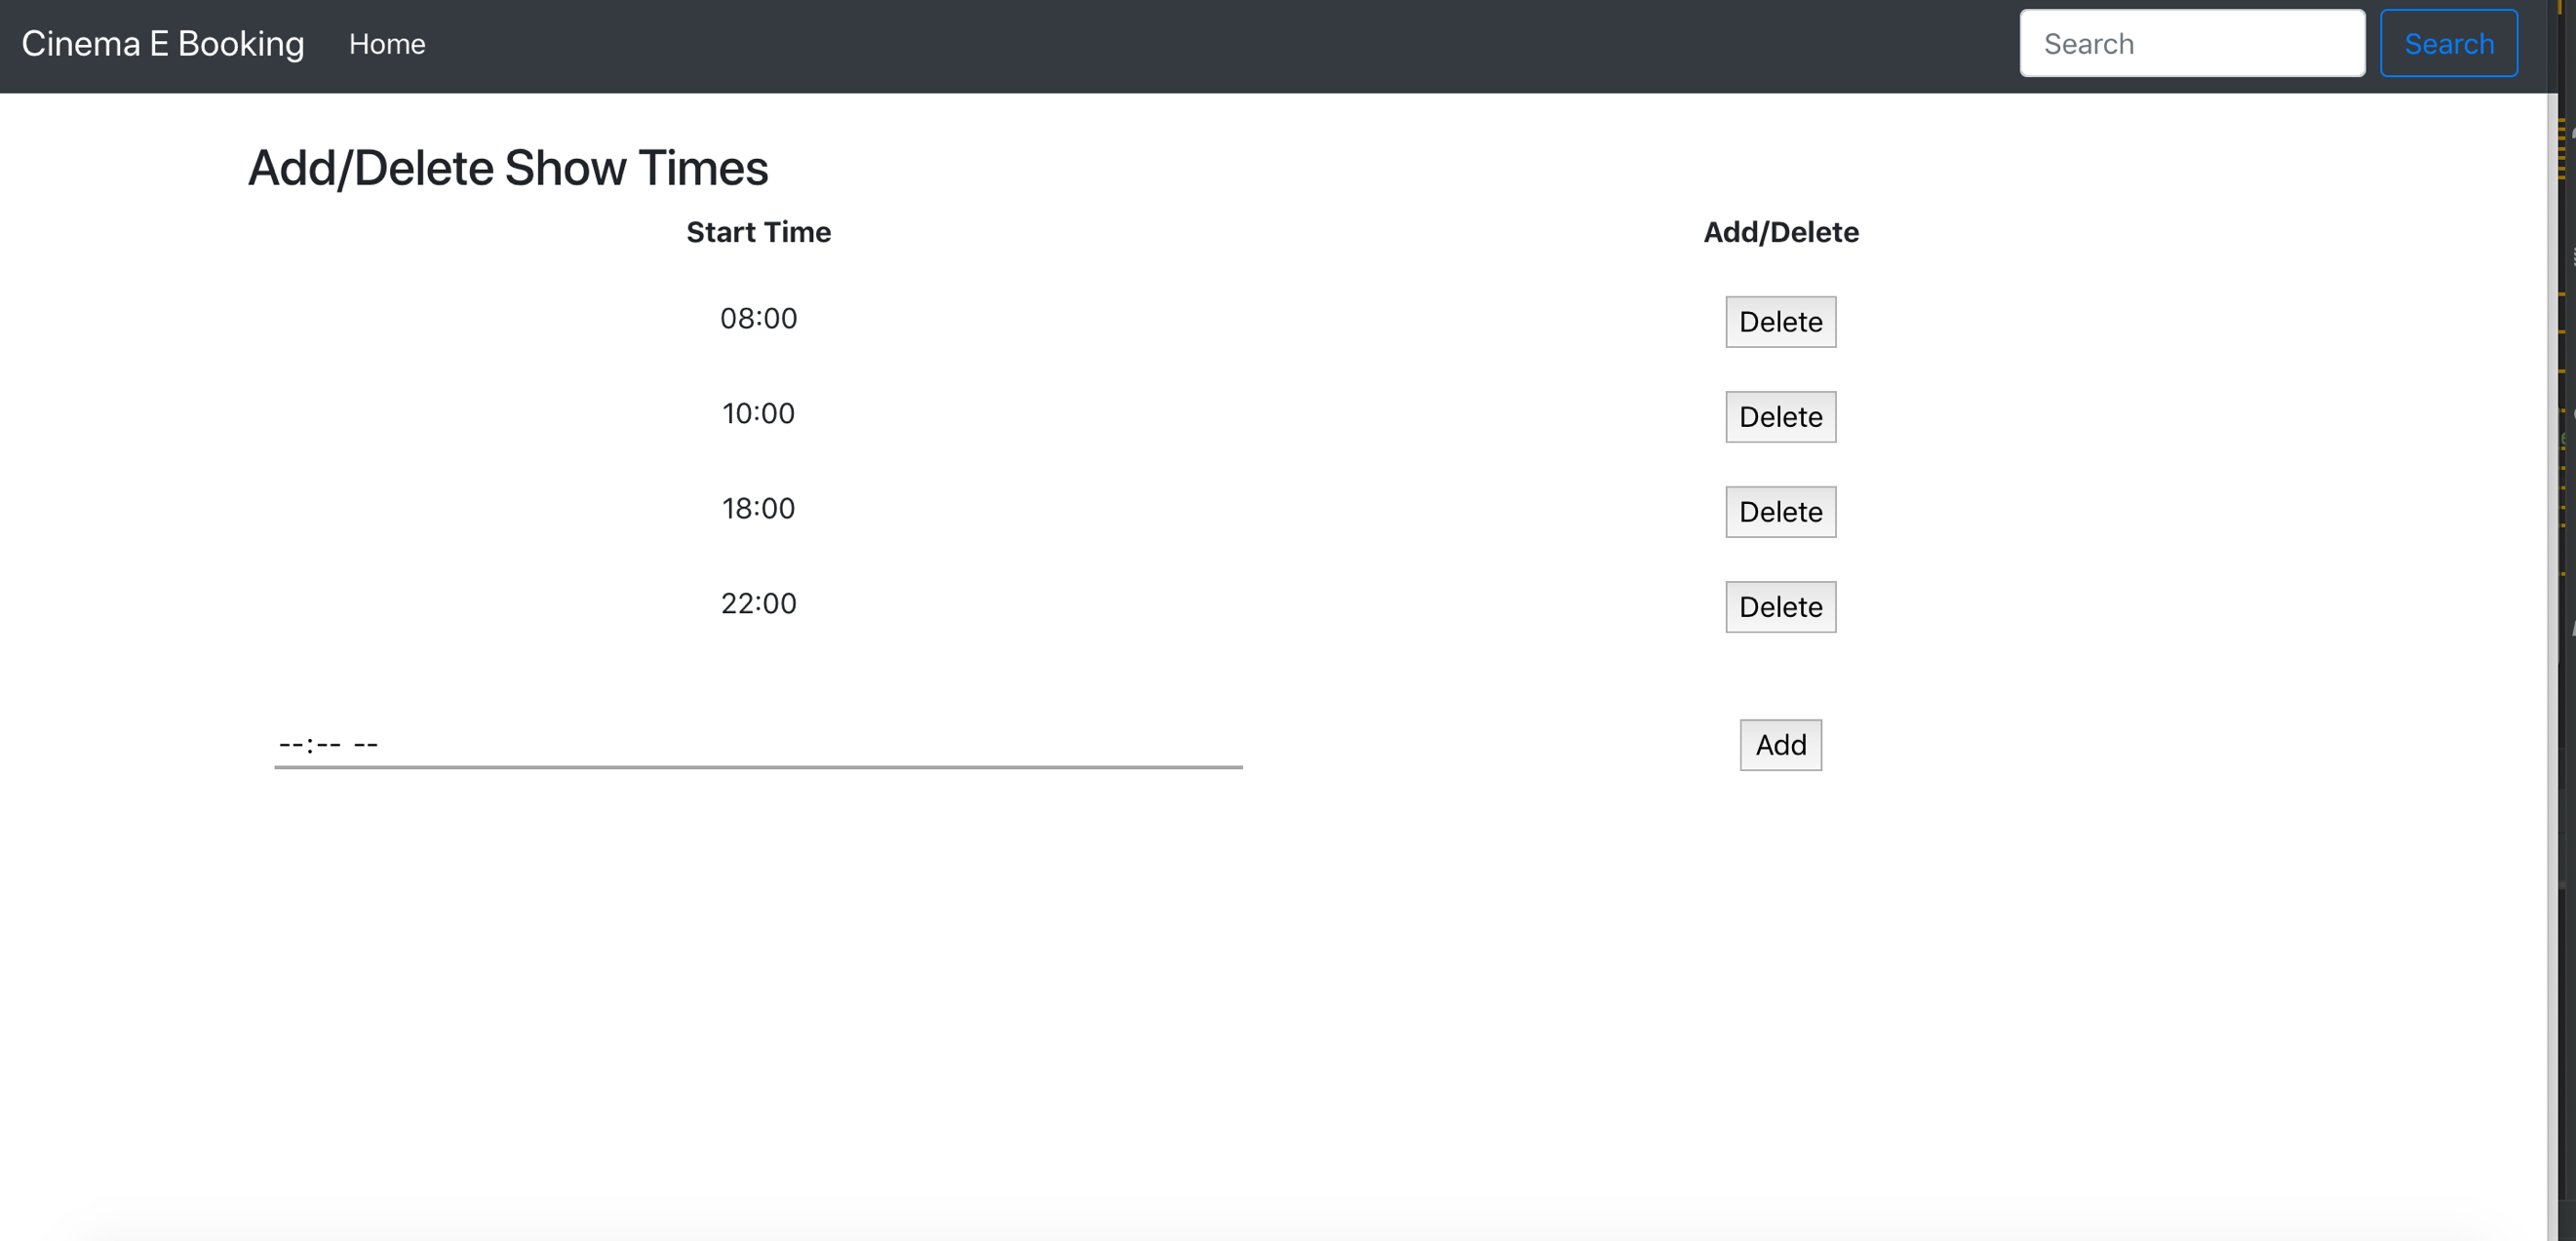 Cinema E Booking Home Search Search
Add/Delete Show Times
Start Time Add/Delete
08:00 Delete
10:00 Delete
18:00 Delete
22:00 Delete
--:-- -- Add